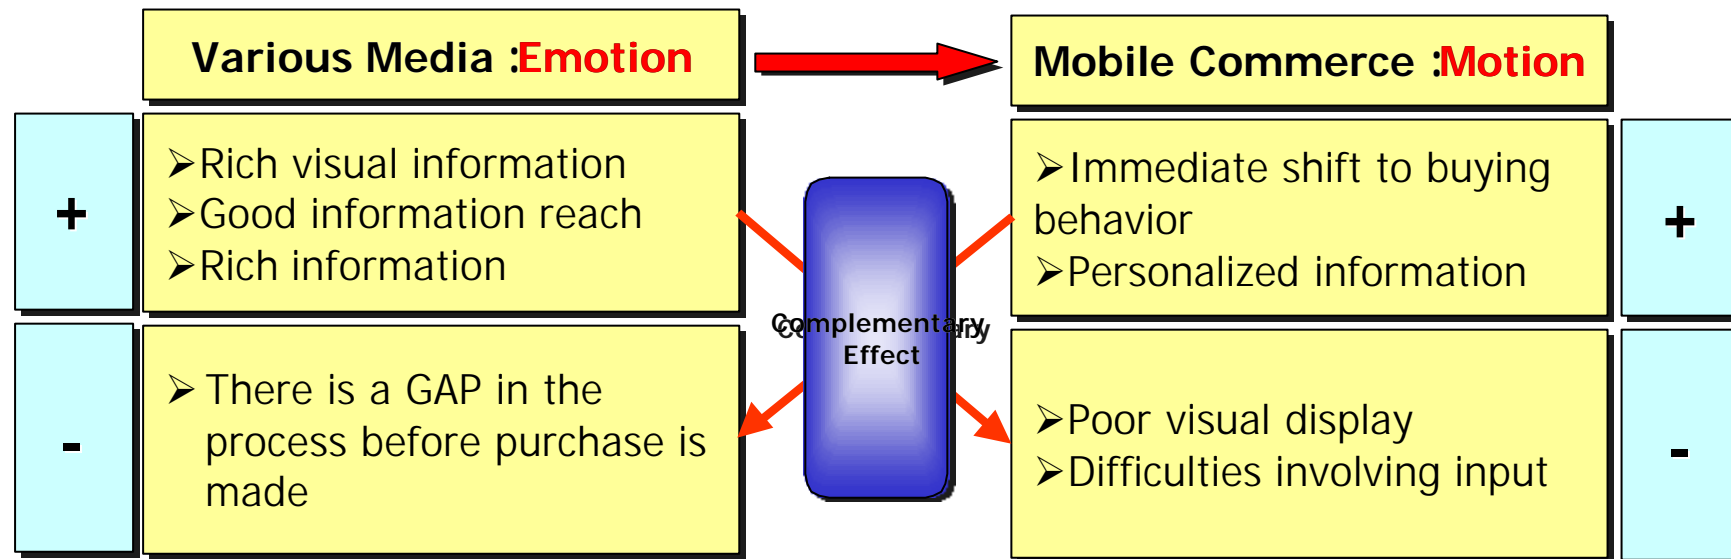 Various Media :Emotion
Mobile Commerce :Motion
+
➢Rich visual information
➢Good information reach
➢Rich information
➢Immediate shift to buying
behavior
➢Personalized information
+
Complementary
Effect
-
➢ There is a GAP in the
process before purchase is
made
➢Poor visual display
➢Difficulties involving input
-